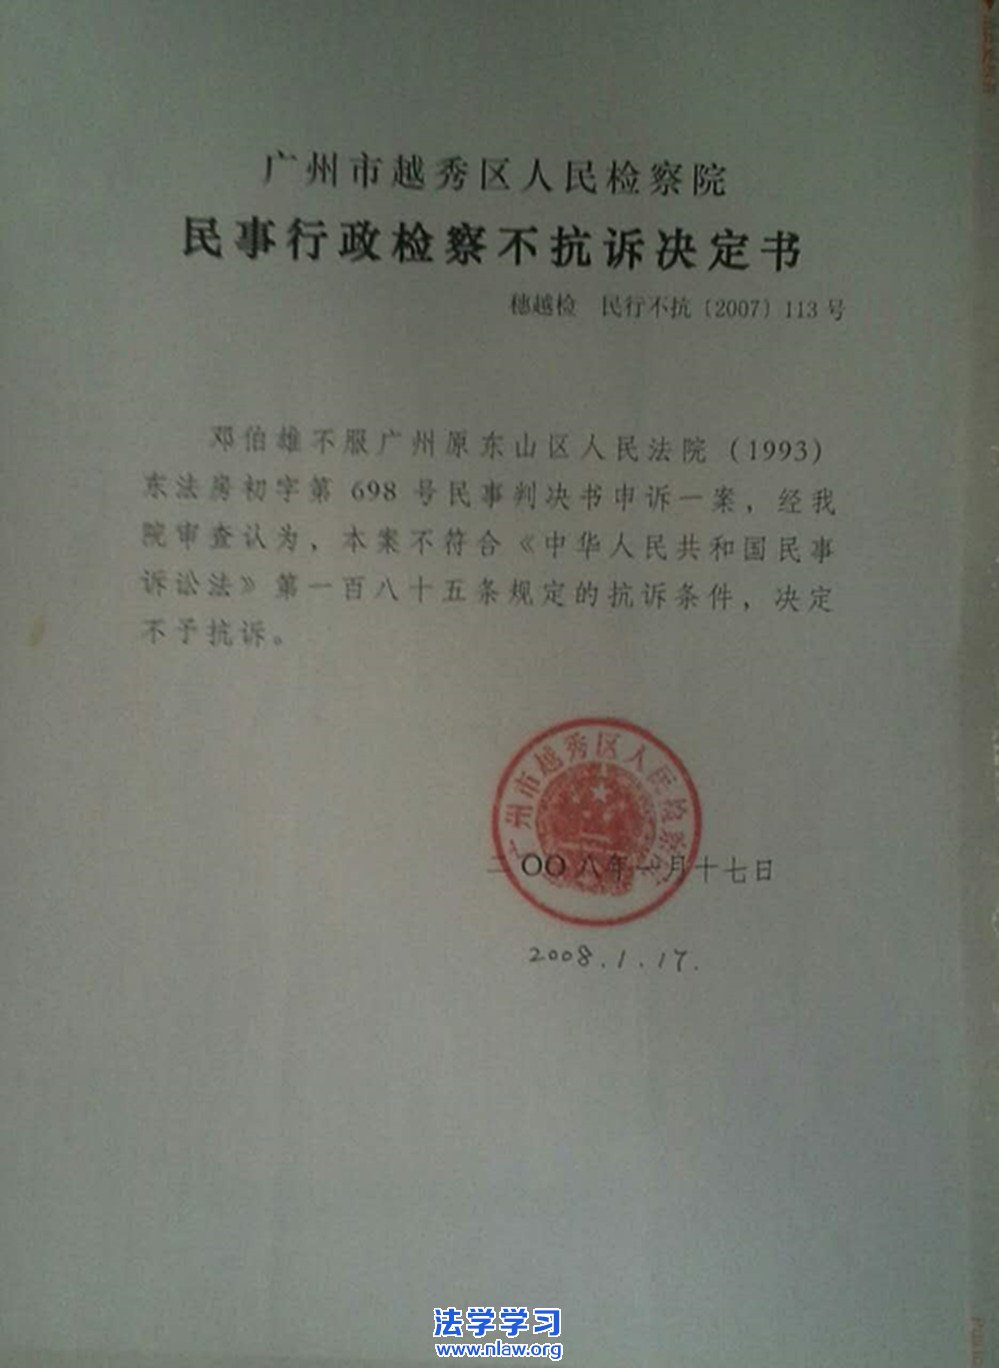 广州市越秀区人民检察院
民事行政检察不抗诉决定书
穗越检 民行不抗〔2007〕113号
邓伯雄不服广州原东山区人民法院(1993)
东法房初字第 698 号民事判决书申诉一案，经我
院审查认为，本案不符合《中华人民共和国民事
诉讼法》第一百八十五条规定的抗诉条件，决定
不予抗诉。
广州市越秀区人民检察院
二〇〇八年一月十七日
2008.1.17.
法学学习
www.nlaw.org